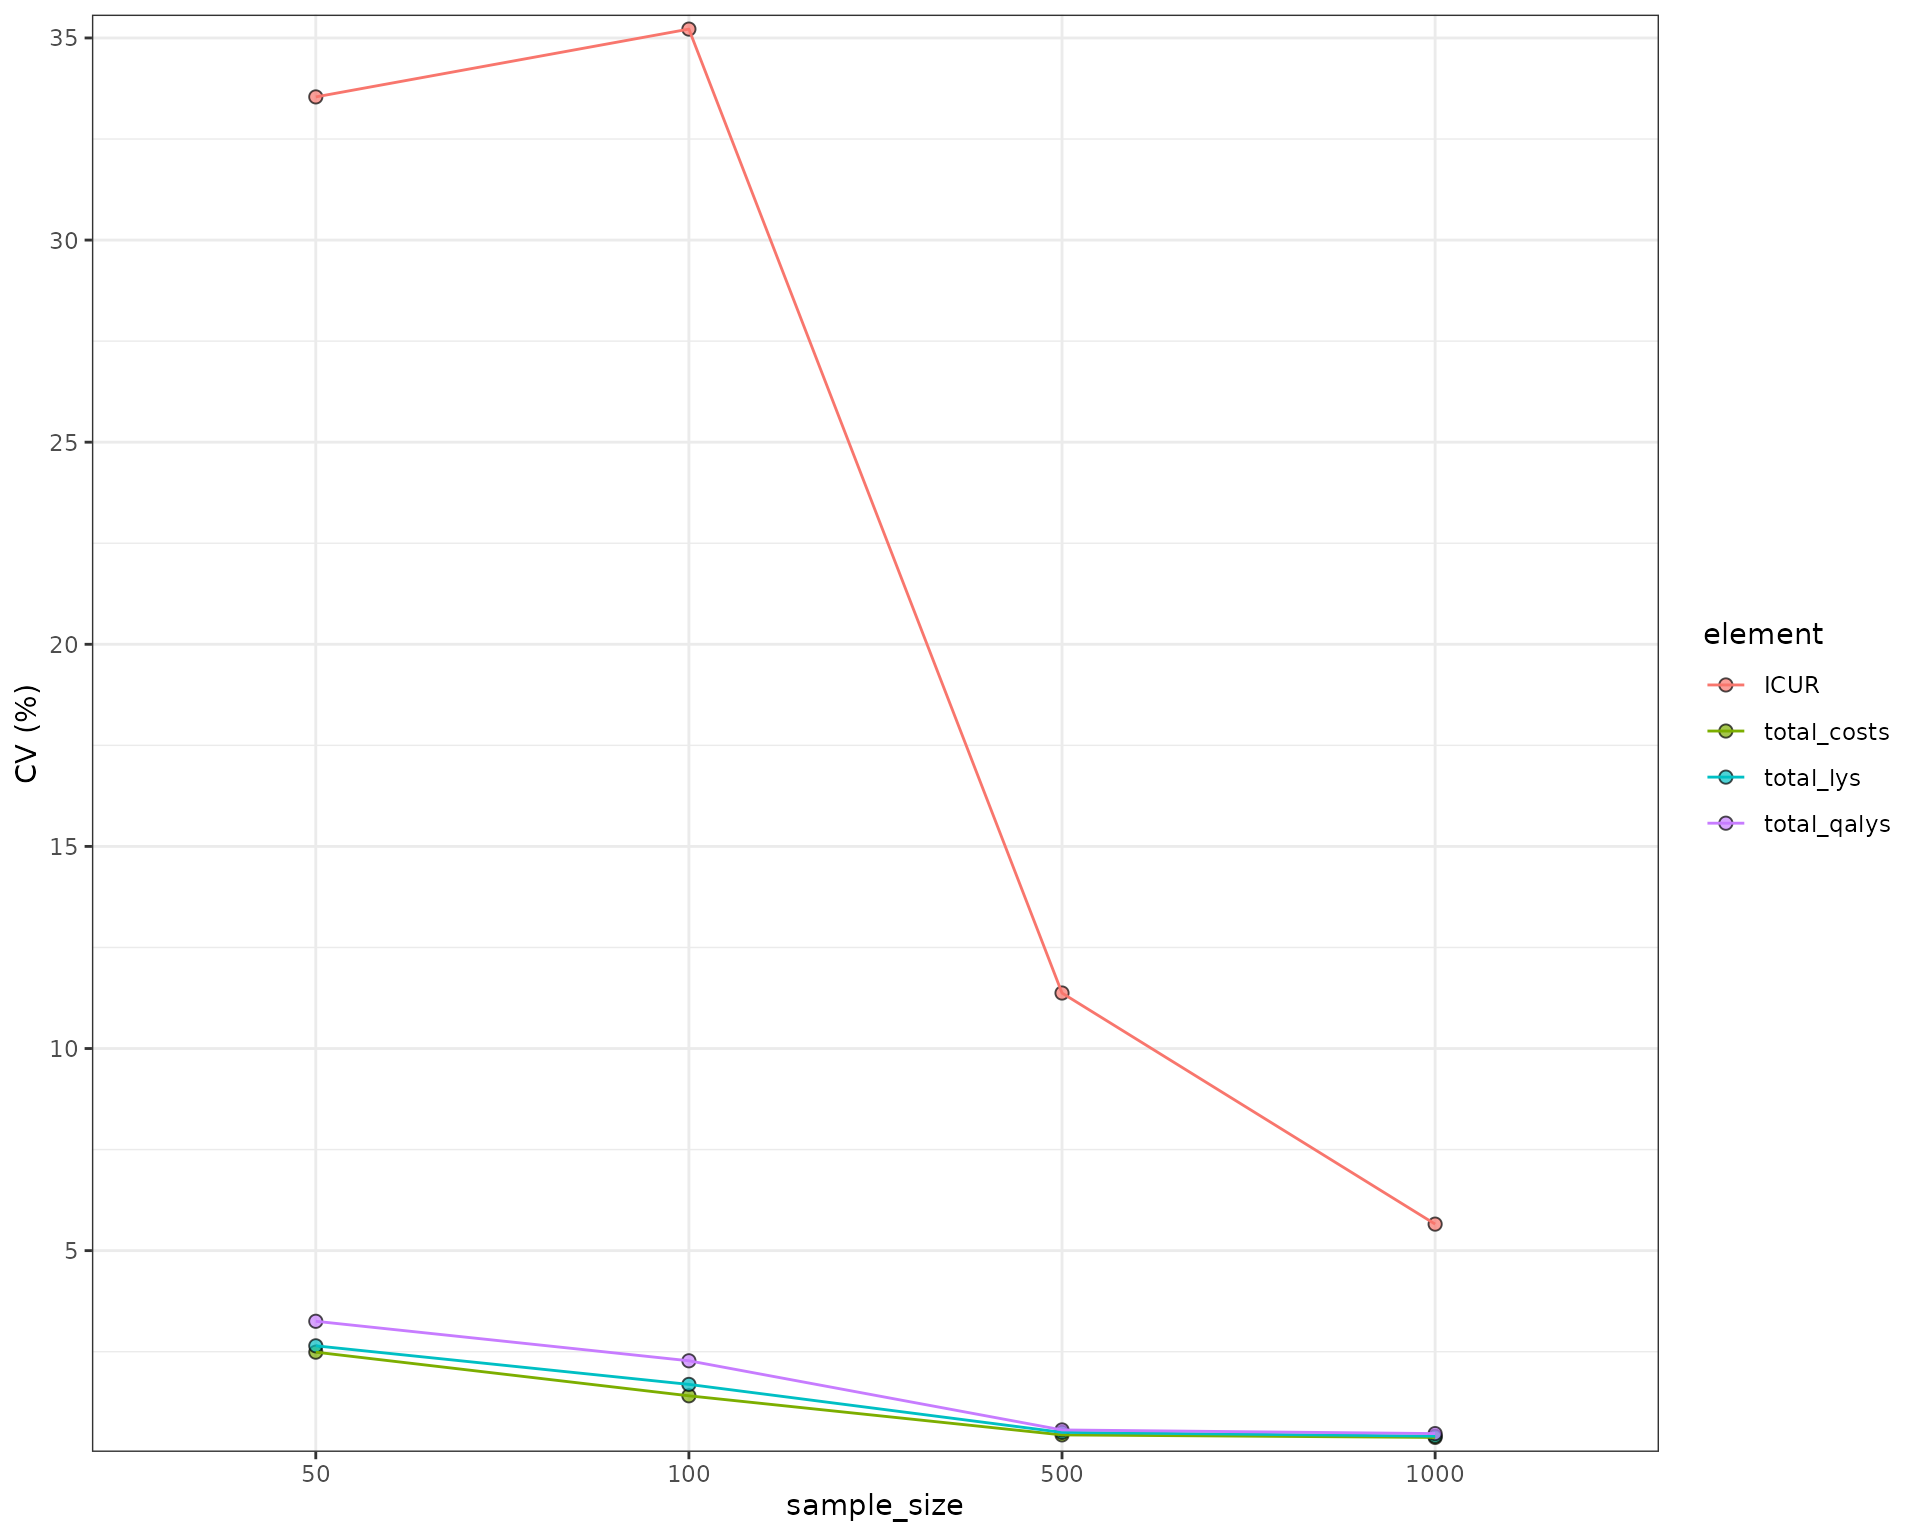 35
30
25
20
15
10
5
CV (%)
50 100 500 1000
sample_size
element
ICUR
total_costs
total_lys
total_qalys